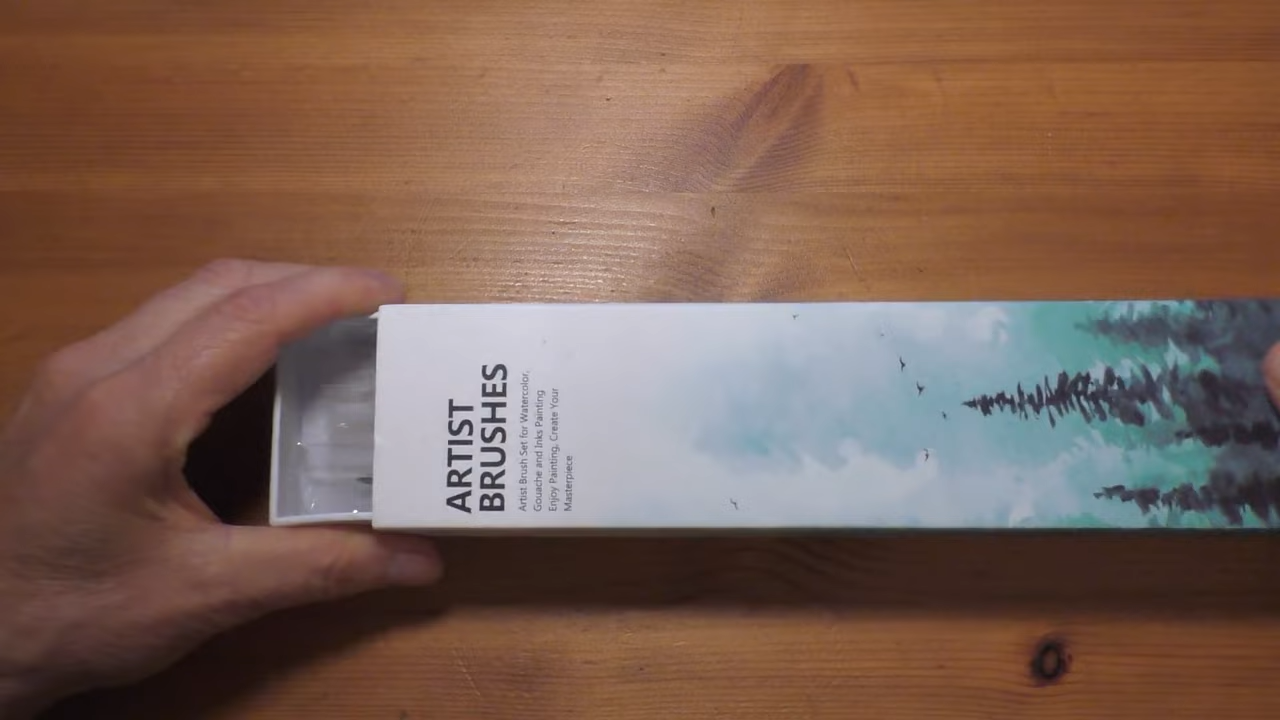 ARTIST
BRUSHES
Artist Brush Set for Watercolor,
Gouache and Inks Painting
Enjoy Painting, Create Your
Masterpiece